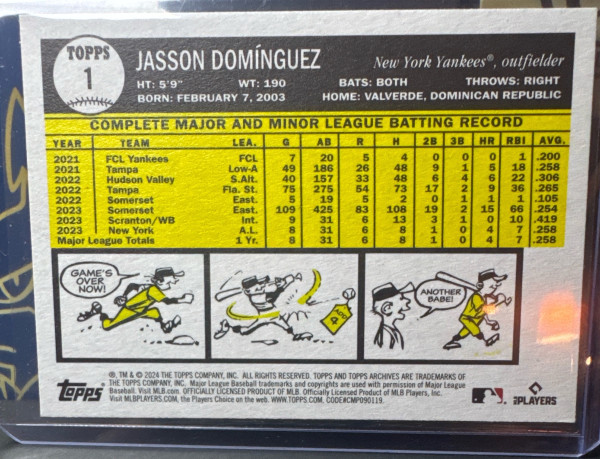 TOPPS
1
JASSON DOMÍNGUEZ
New York Yankees®, outfielder
HT: 5'9" WT: 190 BATS: BOTH THROWS: RIGHT
BORN: FEBRUARY 7, 2003 HOME: VALVERDE, DOMINICAN REPUBLIC
COMPLETE MAJOR AND MINOR LEAGUE BATTING RECORD
YEAR TEAM LEA. G AB R H 2B 3B HR RBI AVG.
2021 FCL Yankees FCL 7 20 5 4 0 0 0 1 .200
2021 Tampa Low-A 49 186 26 48 9 1 5 18 .258
2022 Hudson Valley S.Atl. 40 157 33 48 6 4 6 22 .306
2022 Tampa Fla. St. 75 275 54 73 17 2 9 36 .265
2022 Somerset East. 5 19 5 2 0 1 1 1 .105
2023 Somerset East. 109 425 83 108 19 2 15 66 .254
2023 Scranton/WB Int. 9 31 6 13 3 1 0 10 .419
2023 New York A.L. 8 31 6 8 1 0 4 7 .258
Major League Totals 1 Yr. 8 31 6 8 1 0 4 7 .258
GAME'S
OVER
NOW!
ANOTHER
BABE!
®, TM & © 2024 THE TOPPS COMPANY, INC. ALL RIGHTS RESERVED. TOPPS AND TOPPS ARCHIVES ARE TRADEMARKS OF
THE TOPPS COMPANY, INC. Major League Baseball trademarks and copyrights are used with permission of Major League
Baseball. Visit MLB.com. OFFICIALLY LICENSED PRODUCT OF MLB Players, Inc.
Visit MLBPLAYERS.COM, the Players Choice on the web. WWW.TOPPS.COM. CODE#CMP090119.
topps
PLAYERS